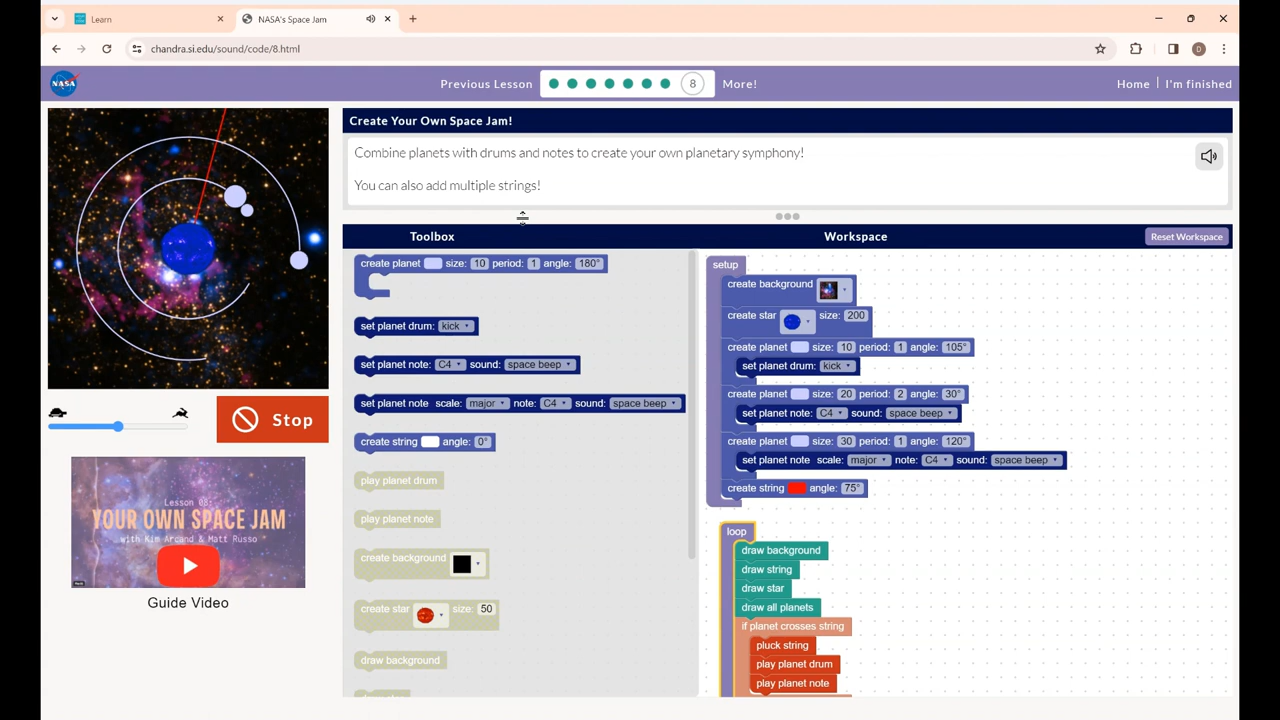 Learn
NASA's Space Jam
chandra.si.edu/sound/code/8.html
D
NASA
Previous Lesson
8
More!
Home
I'm finished
Create Your Own Space Jam!
Combine planets with drums and notes to create your own planetary symphony!
You can also add multiple strings!
Toolbox
Workspace
Reset Workspace
create planet size: 10 period: 1 angle: 180°
set planet drum: kick
set planet note: C4 sound: space beep
set planet note scale: major note: C4 sound: space beep
create string angle: 0°
play planet drum
play planet note
create background
create star size: 50
draw background
setup
create background
create star size: 200
create planet size: 10 period: 1 angle: 105°
set planet drum: kick
create planet size: 20 period: 2 angle: 30°
set planet note: C4 sound: space beep
create planet size: 30 period: 1 angle: 120°
set planet note scale: major note: C4 sound: space beep
create string angle: 75°
loop
draw background
draw string
draw star
draw all planets
if planet crosses string
pluck string
play planet drum
play planet note
Stop
Lesson 08:
YOUR OWN SPACE JAM
with Kim Arcand & Matt Russo
Guide Video